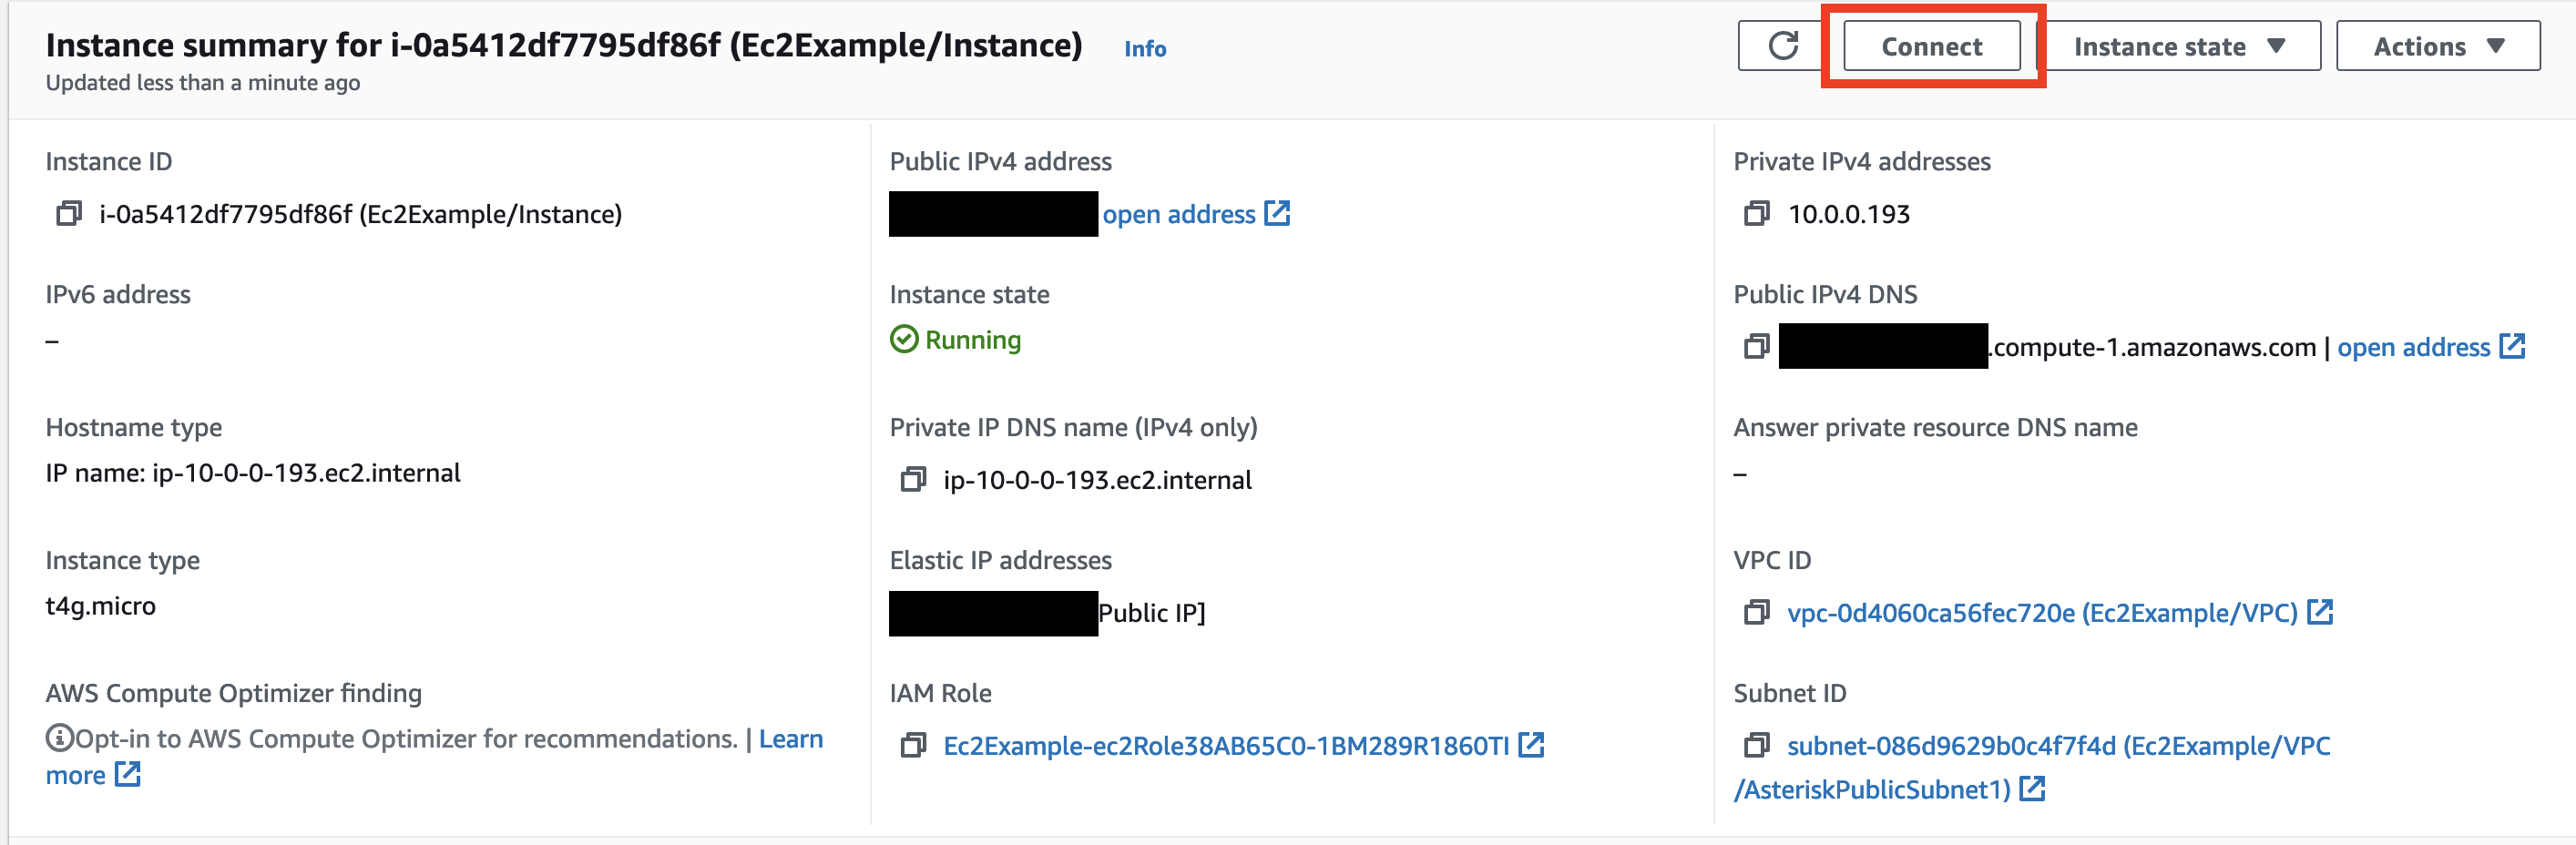 Instance summary for i-0a5412df7795df86f (Ec2Example/Instance) Info
Updated less than a minute ago
Connect
Instance state
Actions
Instance ID
i-0a5412df7795df86f (Ec2Example/Instance)
IPv6 address
–
Hostname type
IP name: ip-10-0-0-193.ec2.internal
Instance type
t4g.micro
AWS Compute Optimizer finding
Opt-in to AWS Compute Optimizer for recommendations. | Learn
more
Public IPv4 address
open address
Instance state
Running
Private IP DNS name (IPv4 only)
ip-10-0-0-193.ec2.internal
Elastic IP addresses
Public IP]
IAM Role
Ec2Example-ec2Role38AB65C0-1BM289R1860TI
Private IPv4 addresses
10.0.0.193
Public IPv4 DNS
.compute-1.amazonaws.com | open address
Answer private resource DNS name
–
VPC ID
vpc-0d4060ca56fec720e (Ec2Example/VPC)
Subnet ID
subnet-086d9629b0c4f7f4d (Ec2Example/VPC
/AsteriskPublicSubnet1)